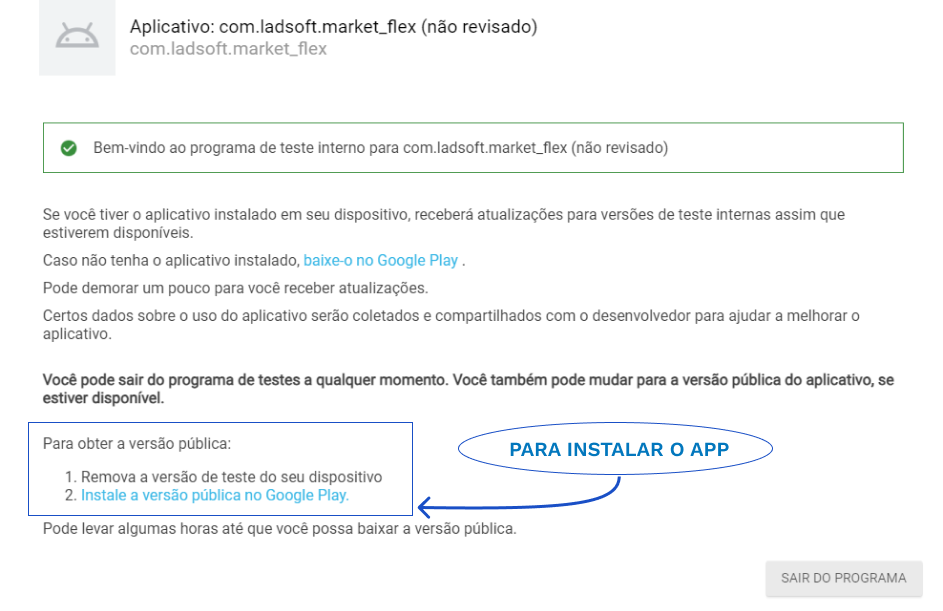 Aplicativo: com.ladsoft.market_flex (não revisado)
com.ladsoft.market_flex
Bem-vindo ao programa de teste interno para com.ladsoft.market_flex (não revisado)
Se você tiver o aplicativo instalado em seu dispositivo, receberá atualizações para versões de teste internas assim que
estiverem disponíveis.
Caso não tenha o aplicativo instalado, baixe-o no Google Play .
Pode demorar um pouco para você receber atualizações.
Certos dados sobre o uso do aplicativo serão coletados e compartilhados com o desenvolvedor para ajudar a melhorar o
aplicativo.
Você pode sair do programa de testes a qualquer momento. Você também pode mudar para a versão pública do aplicativo, se
estiver disponível.
Para obter a versão pública:
1. Remova a versão de teste do seu dispositivo
2. Instale a versão pública no Google Play.
PARA INSTALAR O APP
Pode levar algumas horas até que você possa baixar a versão pública.
SAIR DO PROGRAMA